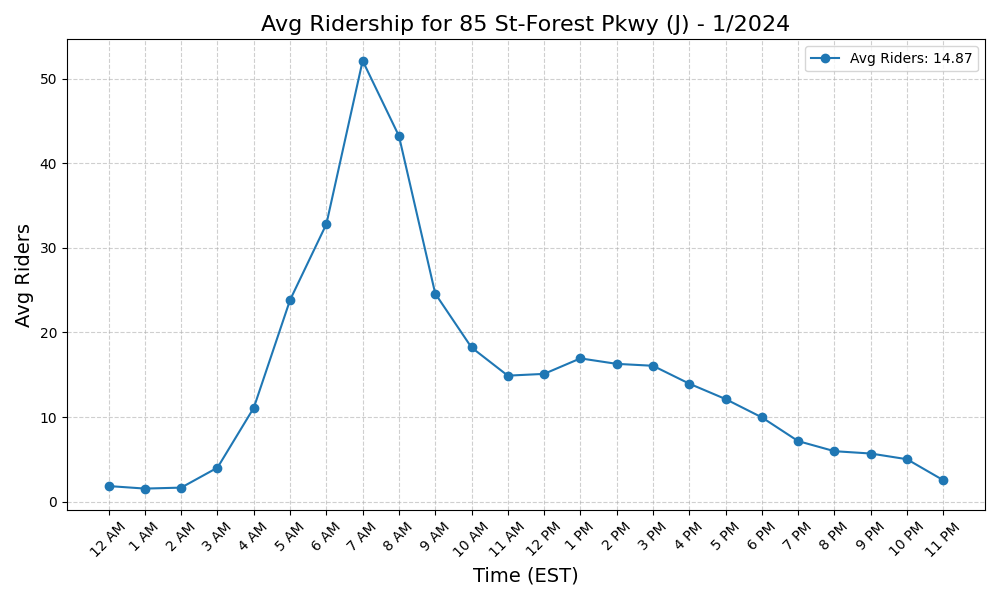 Avg Ridership for 85 St-Forest Pkwy (J) - 1/2024
Avg Riders: 14.87
Avg Riders
50
40
30
20
10
0
12 AM
1 AM
2 AM
3 AM
4 AM
5 AM
6 AM
7 AM
8 AM
9 AM
10 AM
11 AM
12 PM
1 PM
2 PM
3 PM
4 PM
5 PM
6 PM
7 PM
8 PM
9 PM
10 PM
11 PM
Time (EST)